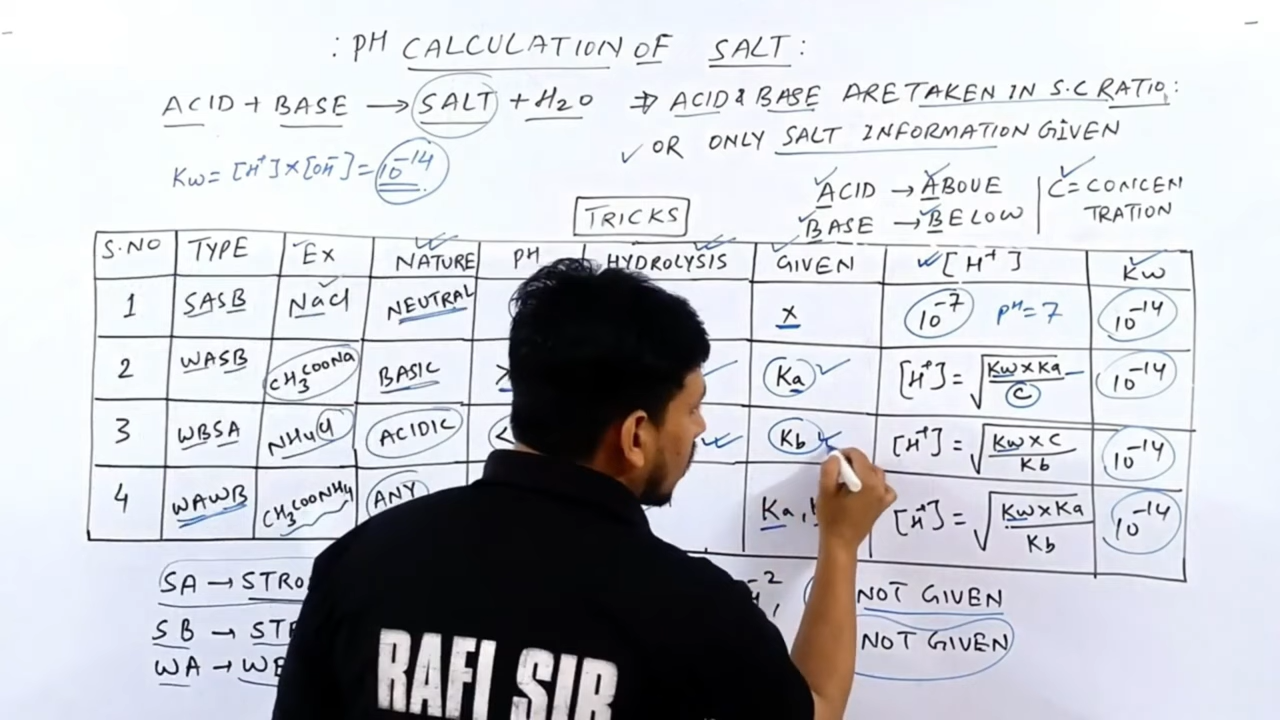 : PH CALCULATION OF SALT :
ACID + BASE → SALT + H2O ⇒ ACID & BASE ARE TAKEN IN S.C RATIO:
✓ OR ONLY SALT INFORMATION GIVEN
Kw = [H⁺] × [OH⁻] = 10⁻¹⁴
ACID → ABOVE
BASE → BELOW
C = CONCEN
TRATION
TRICKS
S.NO TYPE EX NATURE PH HYDROLYSIS GIVEN [H⁺] Kw
1 SASB NaCl NEUTRAL x 10⁻⁷ PH = 7 10⁻¹⁴
2 WASB CH₃COONa BASIC > Ka [H⁺] = √(Kw × Ka / C) 10⁻¹⁴
3 WBSA NH₄Cl ACIDIC < Kb [H⁺] = √(Kw × C / Kb) 10⁻¹⁴
4 WAWB CH₃COONH₄ ANY Ka, [H⁺] = √(Kw × Ka / Kb) 10⁻¹⁴
SA → STRO
SB → ST
WA → WE
NOT GIVEN
NOT GIVEN
RAFI SIR